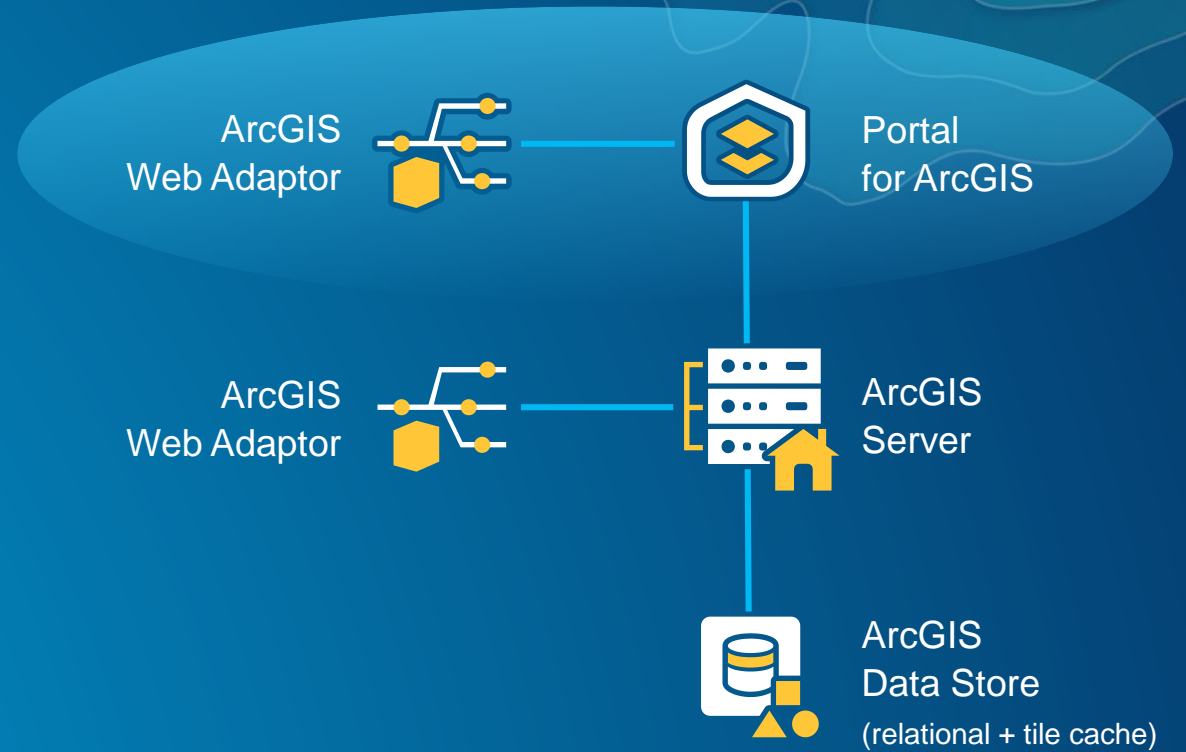 ArcGIS
Web Adaptor
Portal
for ArcGIS
ArcGIS
Web Adaptor
ArcGIS
Server
ArcGIS
Data Store
(relational + tile cache)